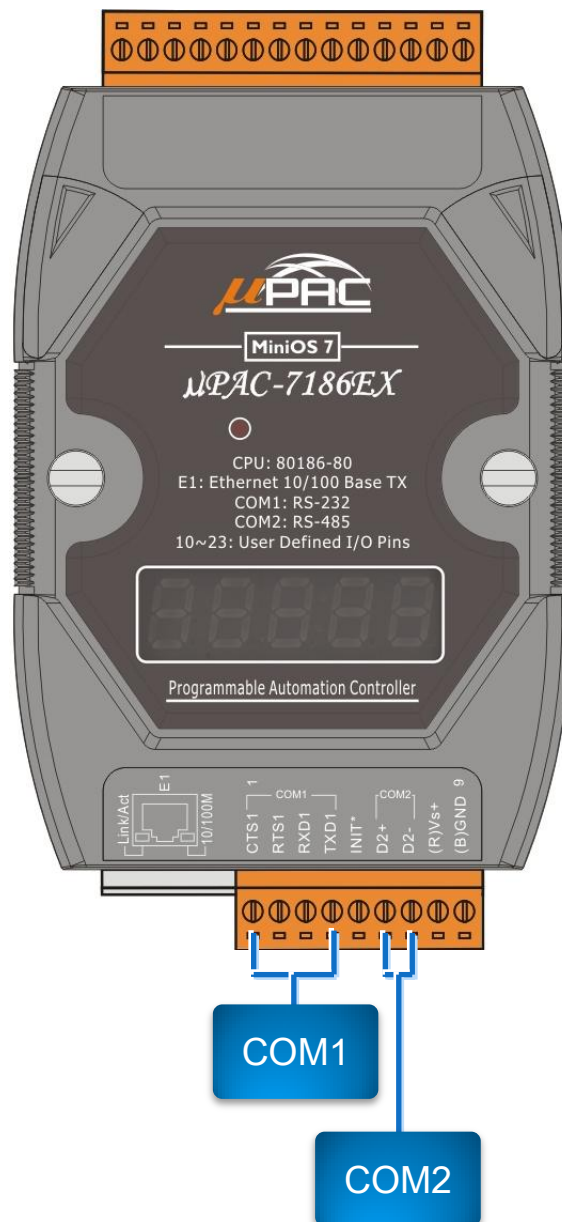 µPAC
MiniOS 7
µPAC-7186EX
CPU: 80186-80
E1: Ethernet 10/100 Base TX
COM1: RS-232
COM2: RS-485
10~23: User Defined I/O Pins
Programmable Automation Controller
Link/Act
E1
10/100M
1
COM1
COM2
9
CTS1
RTS1
RXD1
TXD1
INIT*
D2+
D2-
(R)Vs+
(B)GND
COM1
COM2